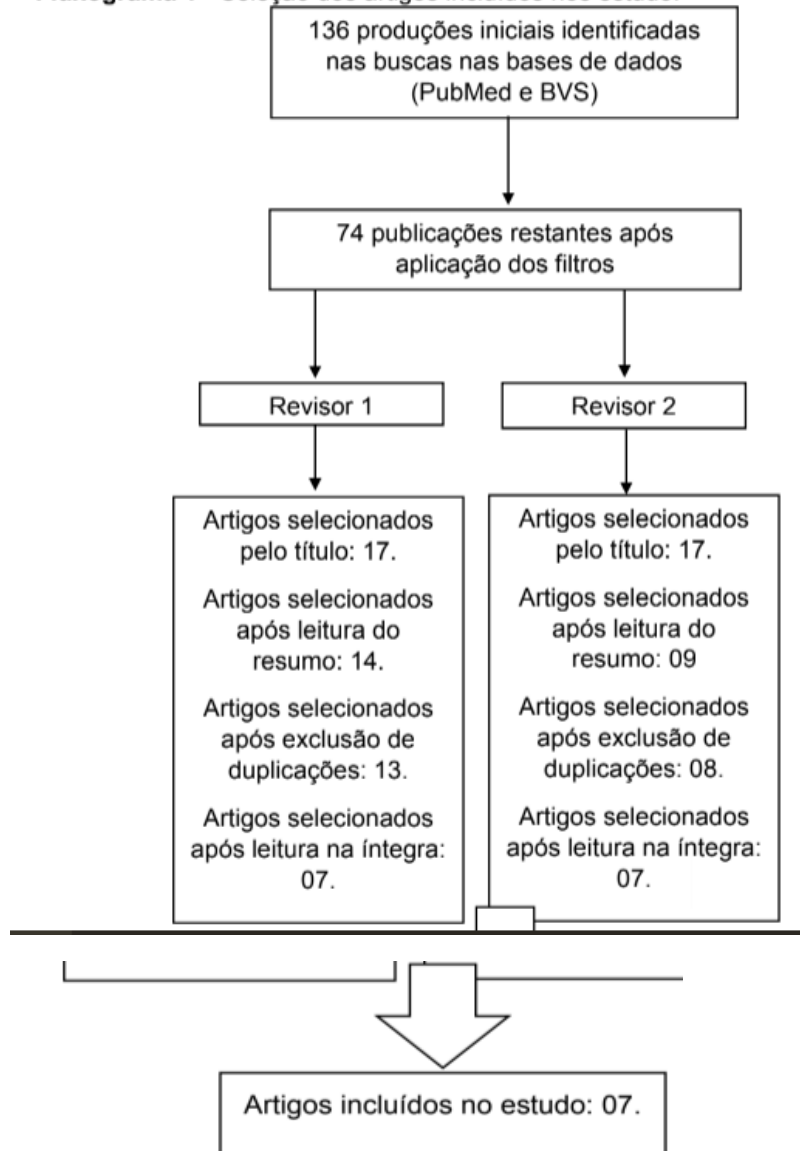 136 produções iniciais identificadas
nas buscas nas bases de dados
(PubMed e BVS)
74 publicações restantes após
aplicação dos filtros
Revisor 1
Revisor 2
Artigos selecionados
pelo título: 17.
Artigos selecionados
após leitura do
resumo: 14.
Artigos selecionados
após exclusão de
duplicações: 13.
Artigos selecionados
após leitura na íntegra:
07.
Artigos selecionados
pelo título: 17.
Artigos selecionados
após leitura do
resumo: 09
Artigos selecionados
após exclusão de
duplicações: 08.
Artigos selecionados
após leitura na íntegra:
07.
Artigos incluídos no estudo: 07.